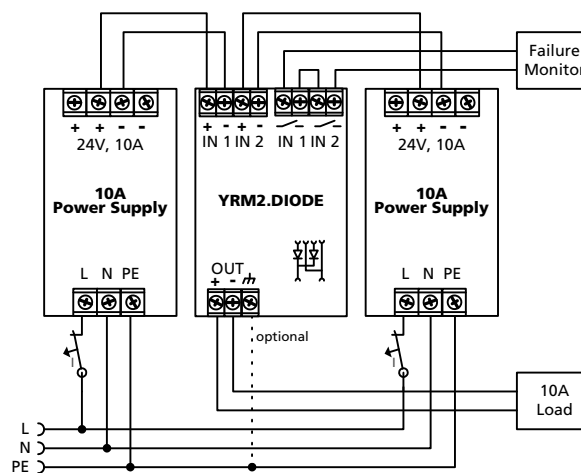 Failure
Monitor
+ + - -
24V, 10A
10A
Power Supply
L N PE
+ - + -
IN 1 IN 2 IN 1 IN 2
YRM2.DIODE
OUT
+ -
optional
+ + - -
24V, 10A
10A
Power Supply
L N PE
I
I
10A
Load
L
N
PE